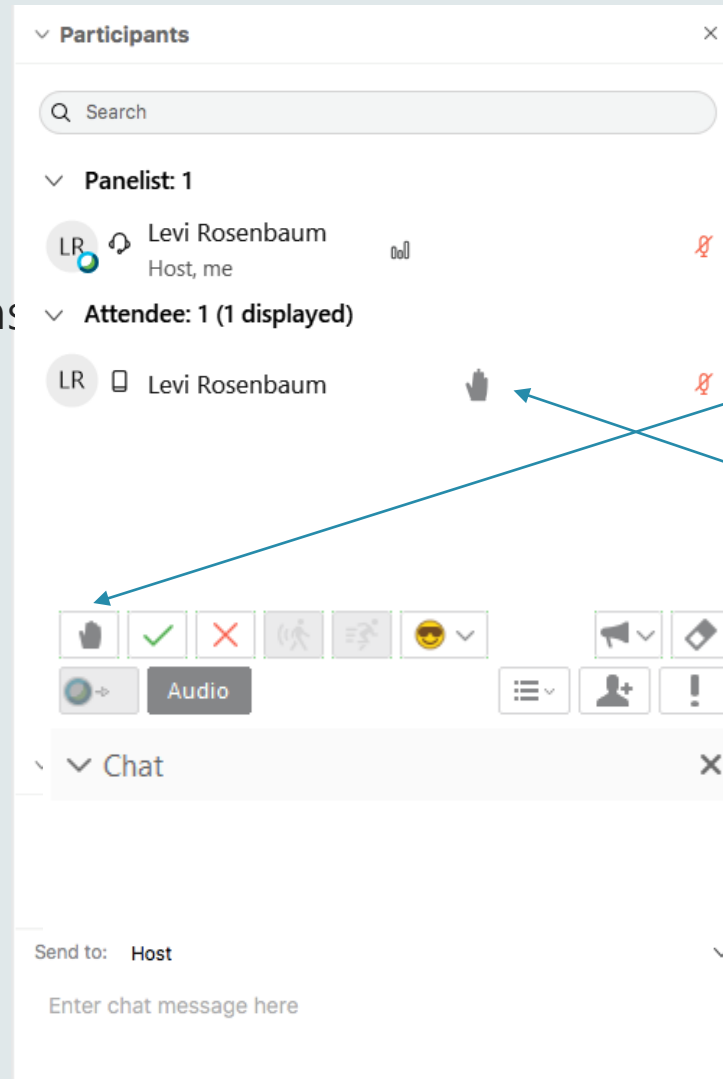 Participants
Search
Panelist: 1
LR
Levi Rosenbaum
Host, me
Attendee: 1 (1 displayed)
LR
Levi Rosenbaum
Audio
Chat
Send to: Host
Enter chat message here